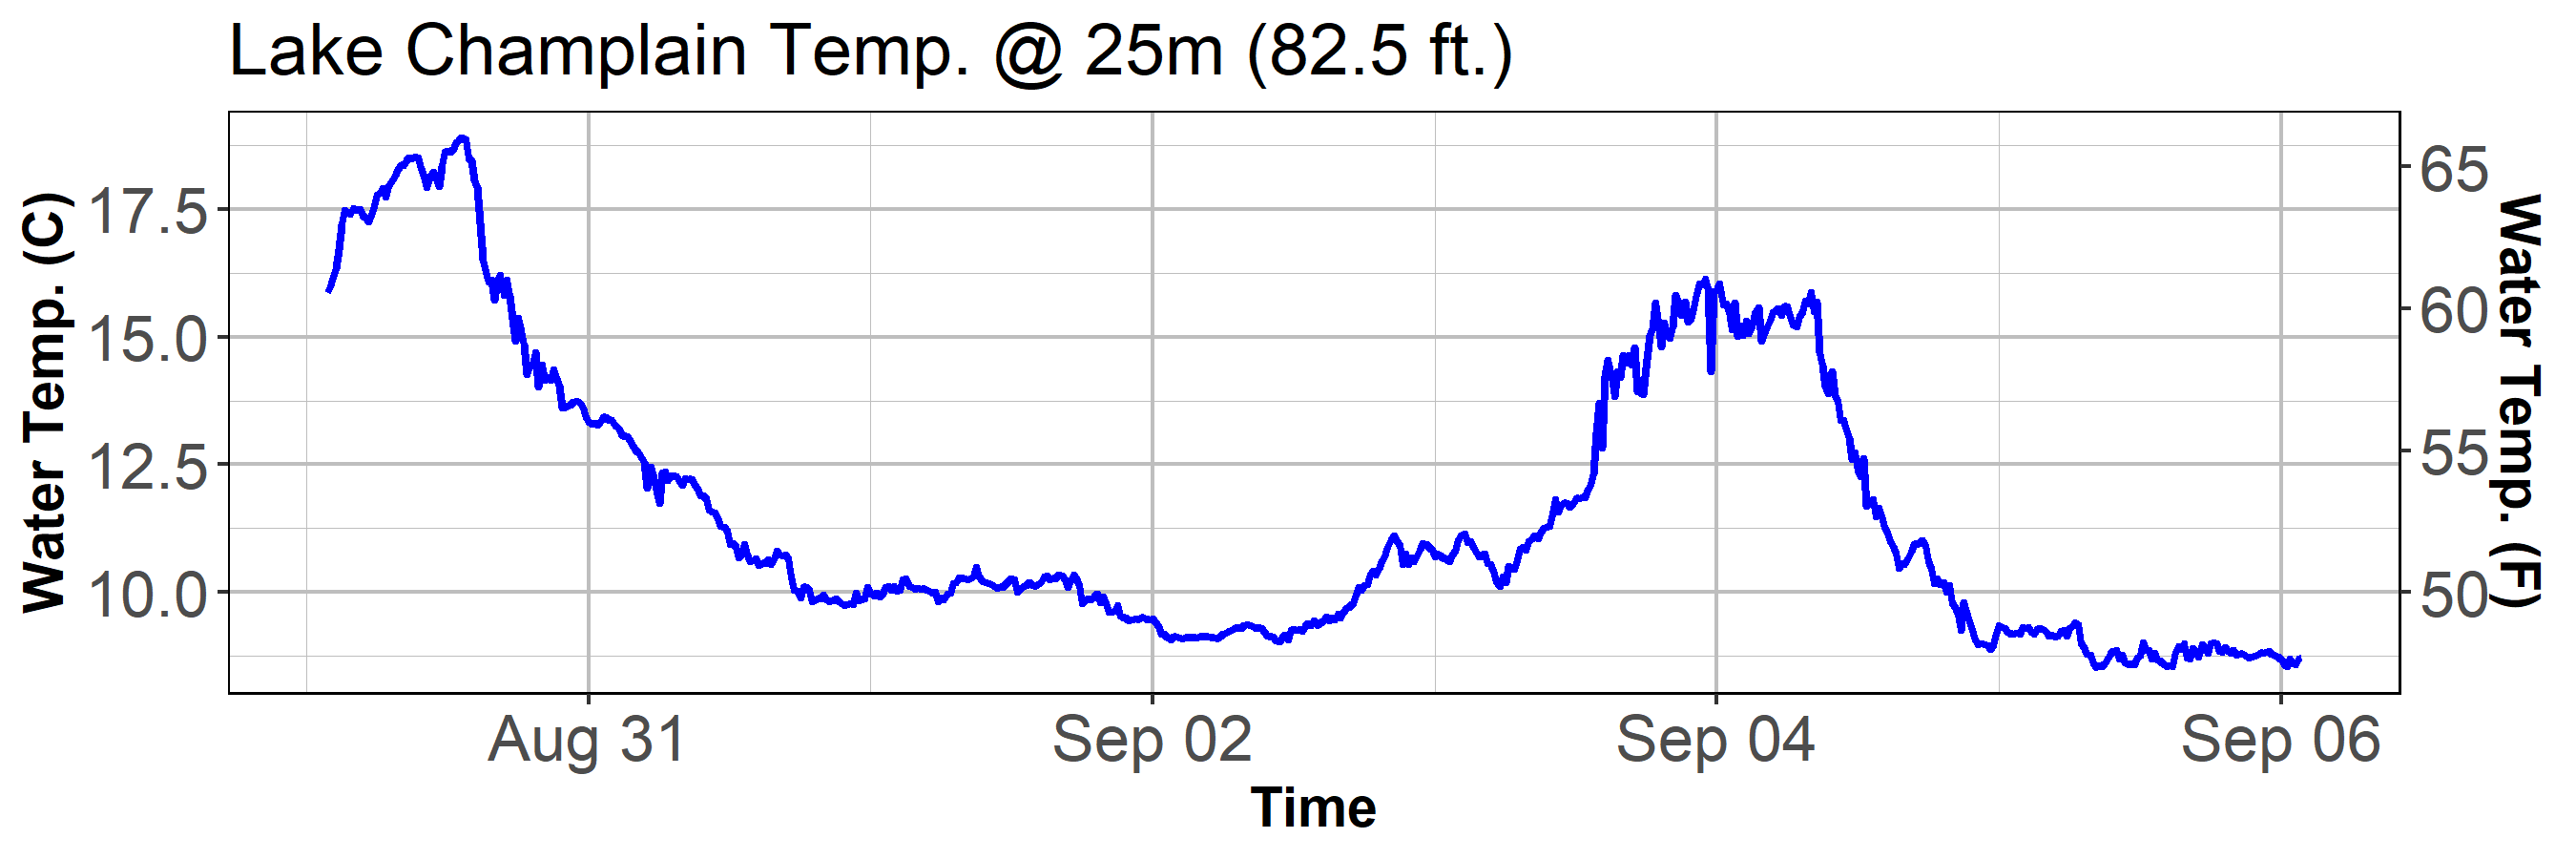 Lake Champlain Temp. @ 25m (82.5 ft.)
Water Temp. (C)
17.5
15.0
12.5
10.0
65
60
55
50
Water Temp. (F)
Aug 31
Sep 02
Sep 04
Sep 06
Time